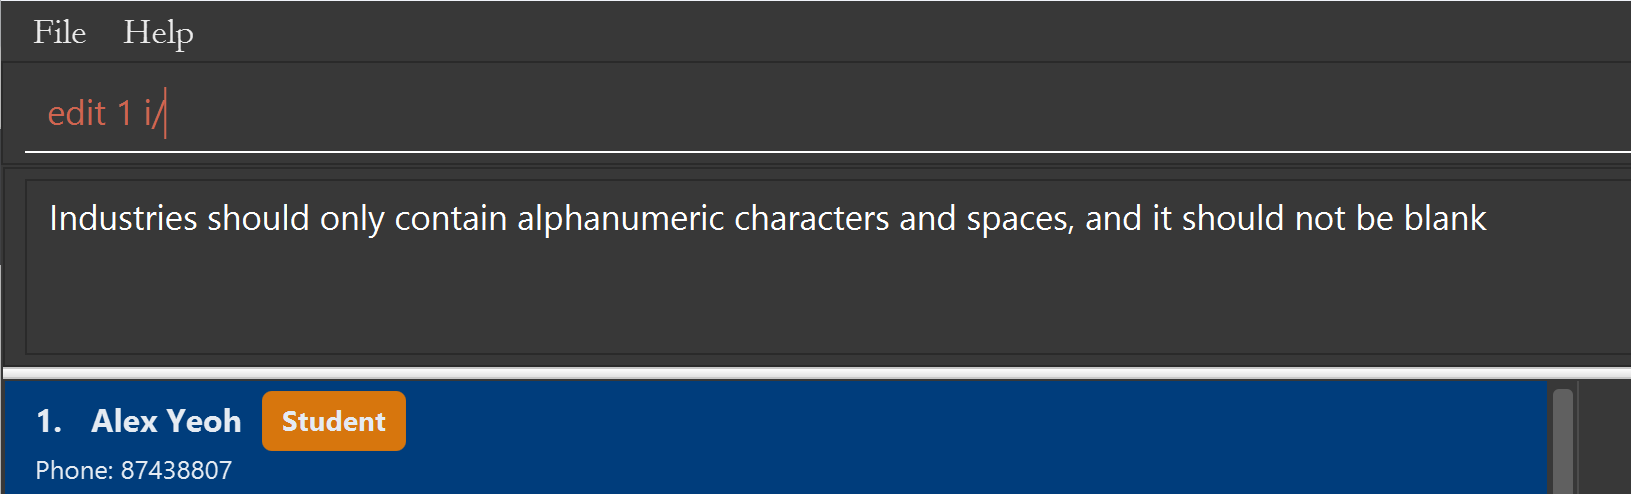 File Help
edit 1 i/
Industries should only contain alphanumeric characters and spaces, and it should not be blank
1. Alex Yeoh Student
Phone: 87438807